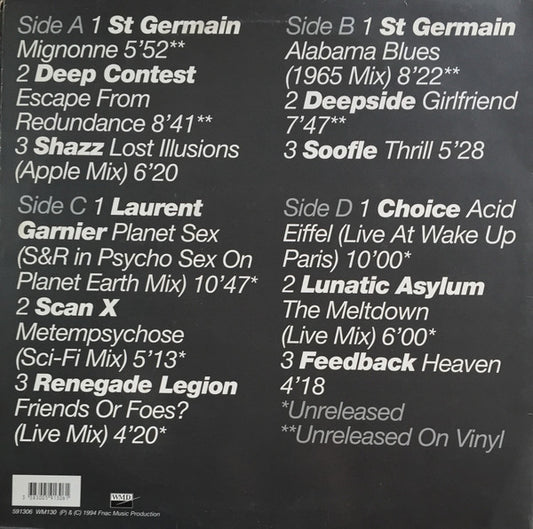 Side A 1 St Germain
Mignonne 5'52**
2 Deep Contest
Escape From
Redundance 8'41**
3 Shazz Lost Illusions
(Apple Mix) 6'20
Side B 1 St Germain
Alabama Blues
(1965 Mix) 8'22**
2 Deepside Girlfriend
7'47**
3 Soofle Thrill 5'28
Side C 1 Laurent
Garnier Planet Sex
(S&R in Psycho Sex On
Planet Earth Mix) 10'47*
2 Scan X
Metempsychose
(Sci-Fi Mix) 5'13*
3 Renegade Legion
Friends Or Foes?
(Live Mix) 4'20*
Side D 1 Choice Acid
Eiffel (Live At Wake Up
Paris) 10'00*
2 Lunatic Asylum
The Meltdown
(Live Mix) 6'00*
3 Feedback Heaven
4'18
*Unreleased
**Unreleased On Vinyl
WMD
591306 WM130 (P) & (C) 1994 Fnac Music Production